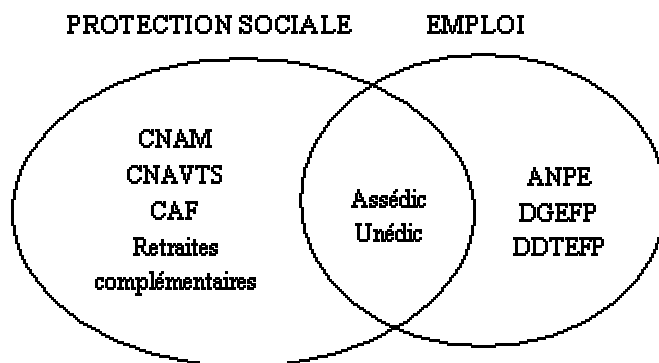 PROTECTION SOCIALE
EMPLOI
CNAM
CNAVTS
CAF
Retraites
complémentaires
Assédic
Unédic
ANPE
DGEFP
DDTEFP